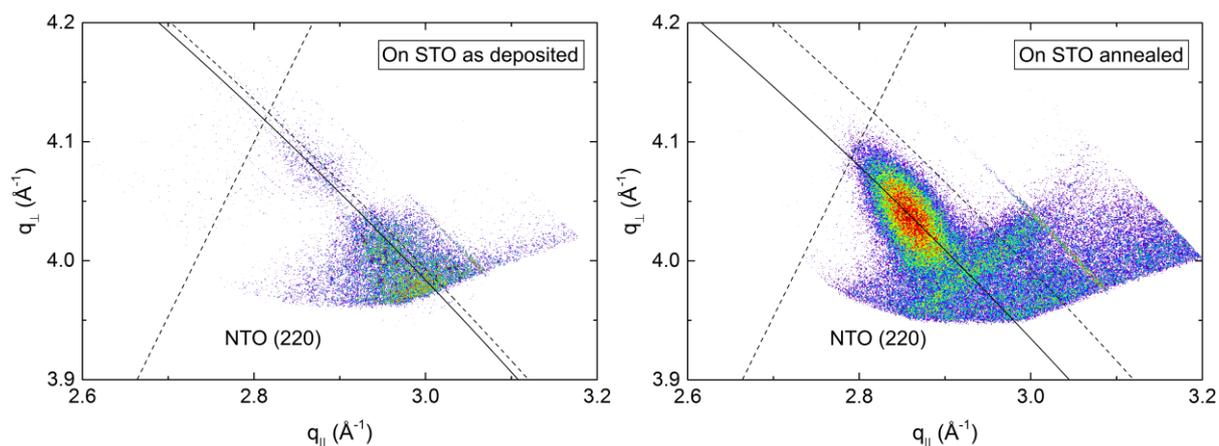 On STO as deposited
4.2
4.1
4.0
3.9
q⊥ (Å-1)
NTO (220)
2.6 2.8 3.0 3.2
q|| (Å-1)
On STO annealed
4.2
4.1
4.0
3.9
q⊥ (Å-1)
NTO (220)
2.6 2.8 3.0 3.2
q|| (Å-1)